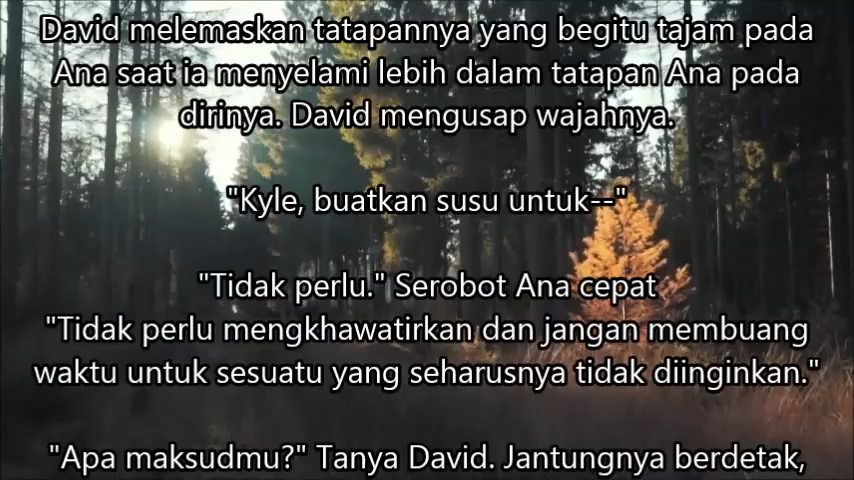 David melemaskan tatapannya yang begitu tajam pada
Ana saat ia menyelami lebih dalam tatapan Ana pada
dirinya. David mengusap wajahnya.
"Kyle, buatkan susu untuk--"
"Tidak perlu." Serobot Ana cepat
"Tidak perlu mengkhawatirkan dan jangan membuang
waktu untuk sesuatu yang seharusnya tidak diinginkan."
"Apa maksudmu?" Tanya David. Jantungnya berdetak,